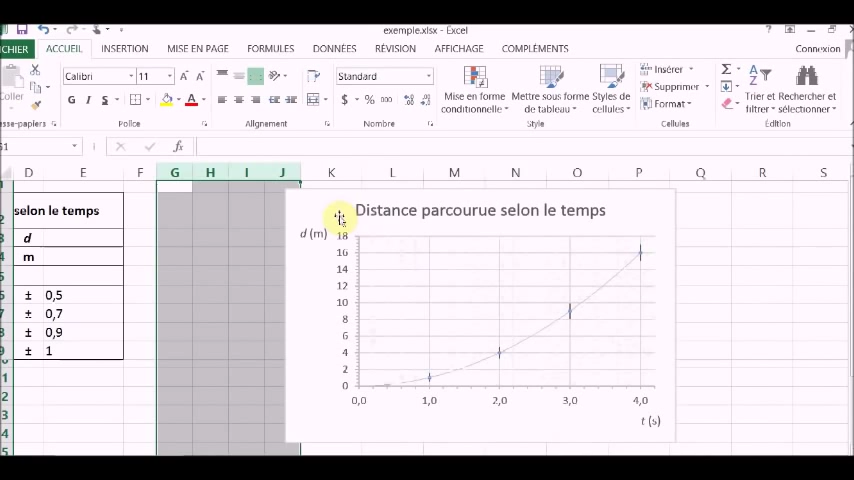 exemple.xlsx - Excel
?
CHIER ACCUEIL INSERTION MISE EN PAGE FORMULES DONNÉES RÉVISION AFFICHAGE COMPLÉMENTS Connexion
Coller
esse-papiers
Calibri 11
G I S
Police
Alignement
Standard
$ % 000
Nombre
Mise en forme
conditionnelle
Mettre sous forme
de tableau
Styles de
cellules
Style
Insérer
Supprimer
Format
Cellules
Trier et
filtrer
Rechercher et
sélectionner
Édition
G1 fx
D E F G H I J K L M N O P Q R S
selon le temps
d
m
± 0,5
± 0,7
± 0,9
± 1
Distance parcourue selon le temps
d (m)
18
16
14
12
10
8
6
4
2
0
0,0 1,0 2,0 3,0 4,0
t (s)